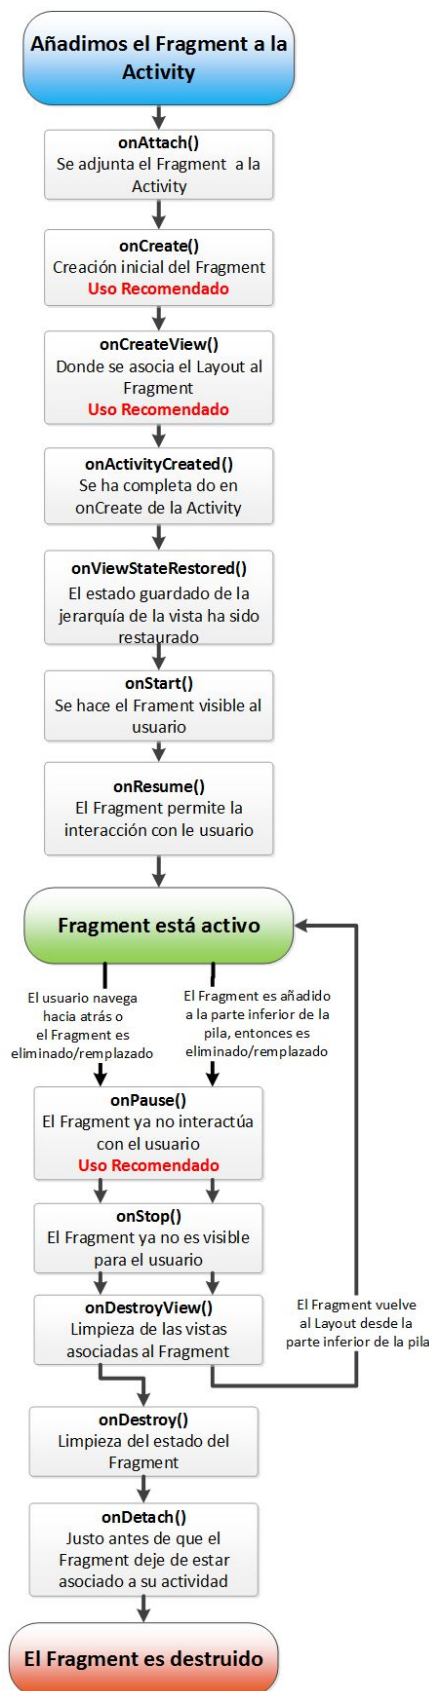 Añadimos el Fragment a la
Activity
onAttach()
Se adjunta el Fragment a la
Activity
onCreate()
Creación inicial del Fragment
Uso Recomendado
onCreateView()
Donde se asocia el Layout al
Fragment
Uso Recomendado
onActivityCreated()
Se ha completa do en
onCreate de la Activity
onViewStateRestored()
El estado guardado de la
jerarquía de la vista ha sido
restaurado
onStart()
Se hace el Frament visible al
usuario
onResume()
El Fragment permite la
interacción con le usuario
Fragment está activo
El usuario navega
hacia atrás o
el Fragment es
eliminado/remplazado
El Fragment es añadido
a la parte inferior de la
pila, entonces es
eliminado/remplazado
onPause()
El Fragment ya no interactúa
con el usuario
Uso Recomendado
onStop()
El Fragment ya no es visible
para el usuario
onDestroyView()
Limpieza de las vistas
asociadas al Fragment
El Fragment vuelve
al Layout desde la
parte inferior de la pila
onDestroy()
Limpieza del estado del
Fragment
onDetach()
Justo antes de que el
Fragment deje de estar
asociado a su actividad
El Fragment es destruido